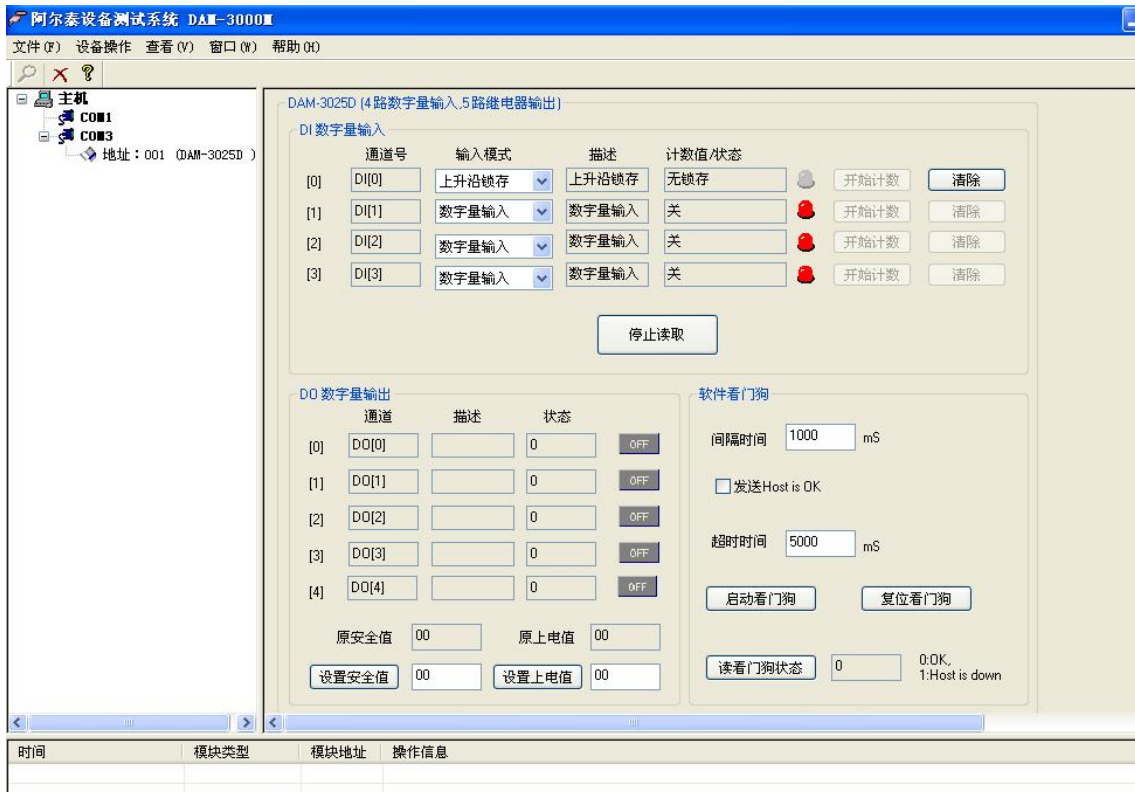 阿尔泰设备测试系统 DAM-3000M
文件(F) 设备操作 查看(V) 窗口(W) 帮助(H)
主机
COM1
COM3
地址：001 (DAM-3025D )
DAM-3025D (4路数字量输入,5路继电器输出)
DI 数字量输入
通道号 输入模式 描述 计数值/状态
[0] DI[0] 上升沿锁存 上升沿锁存 无锁存 开始计数 清除
[1] DI[1] 数字量输入 数字量输入 关 开始计数 清除
[2] DI[2] 数字量输入 数字量输入 关 开始计数 清除
[3] DI[3] 数字量输入 数字量输入 关 开始计数 清除
停止读取
DO 数字量输出
通道 描述 状态
[0] DO[0] 0 OFF
[1] DO[1] 0 OFF
[2] DO[2] 0 OFF
[3] DO[3] 0 OFF
[4] DO[4] 0 OFF
原安全值 00 原上电值 00
设置安全值 00 设置上电值 00
软件看门狗
间隔时间 1000 mS
发送Host is OK
超时时间 5000 mS
启动看门狗 复位看门狗
读看门狗状态 0 0:OK,
1:Host is down
时间 模块类型 模块地址 操作信息